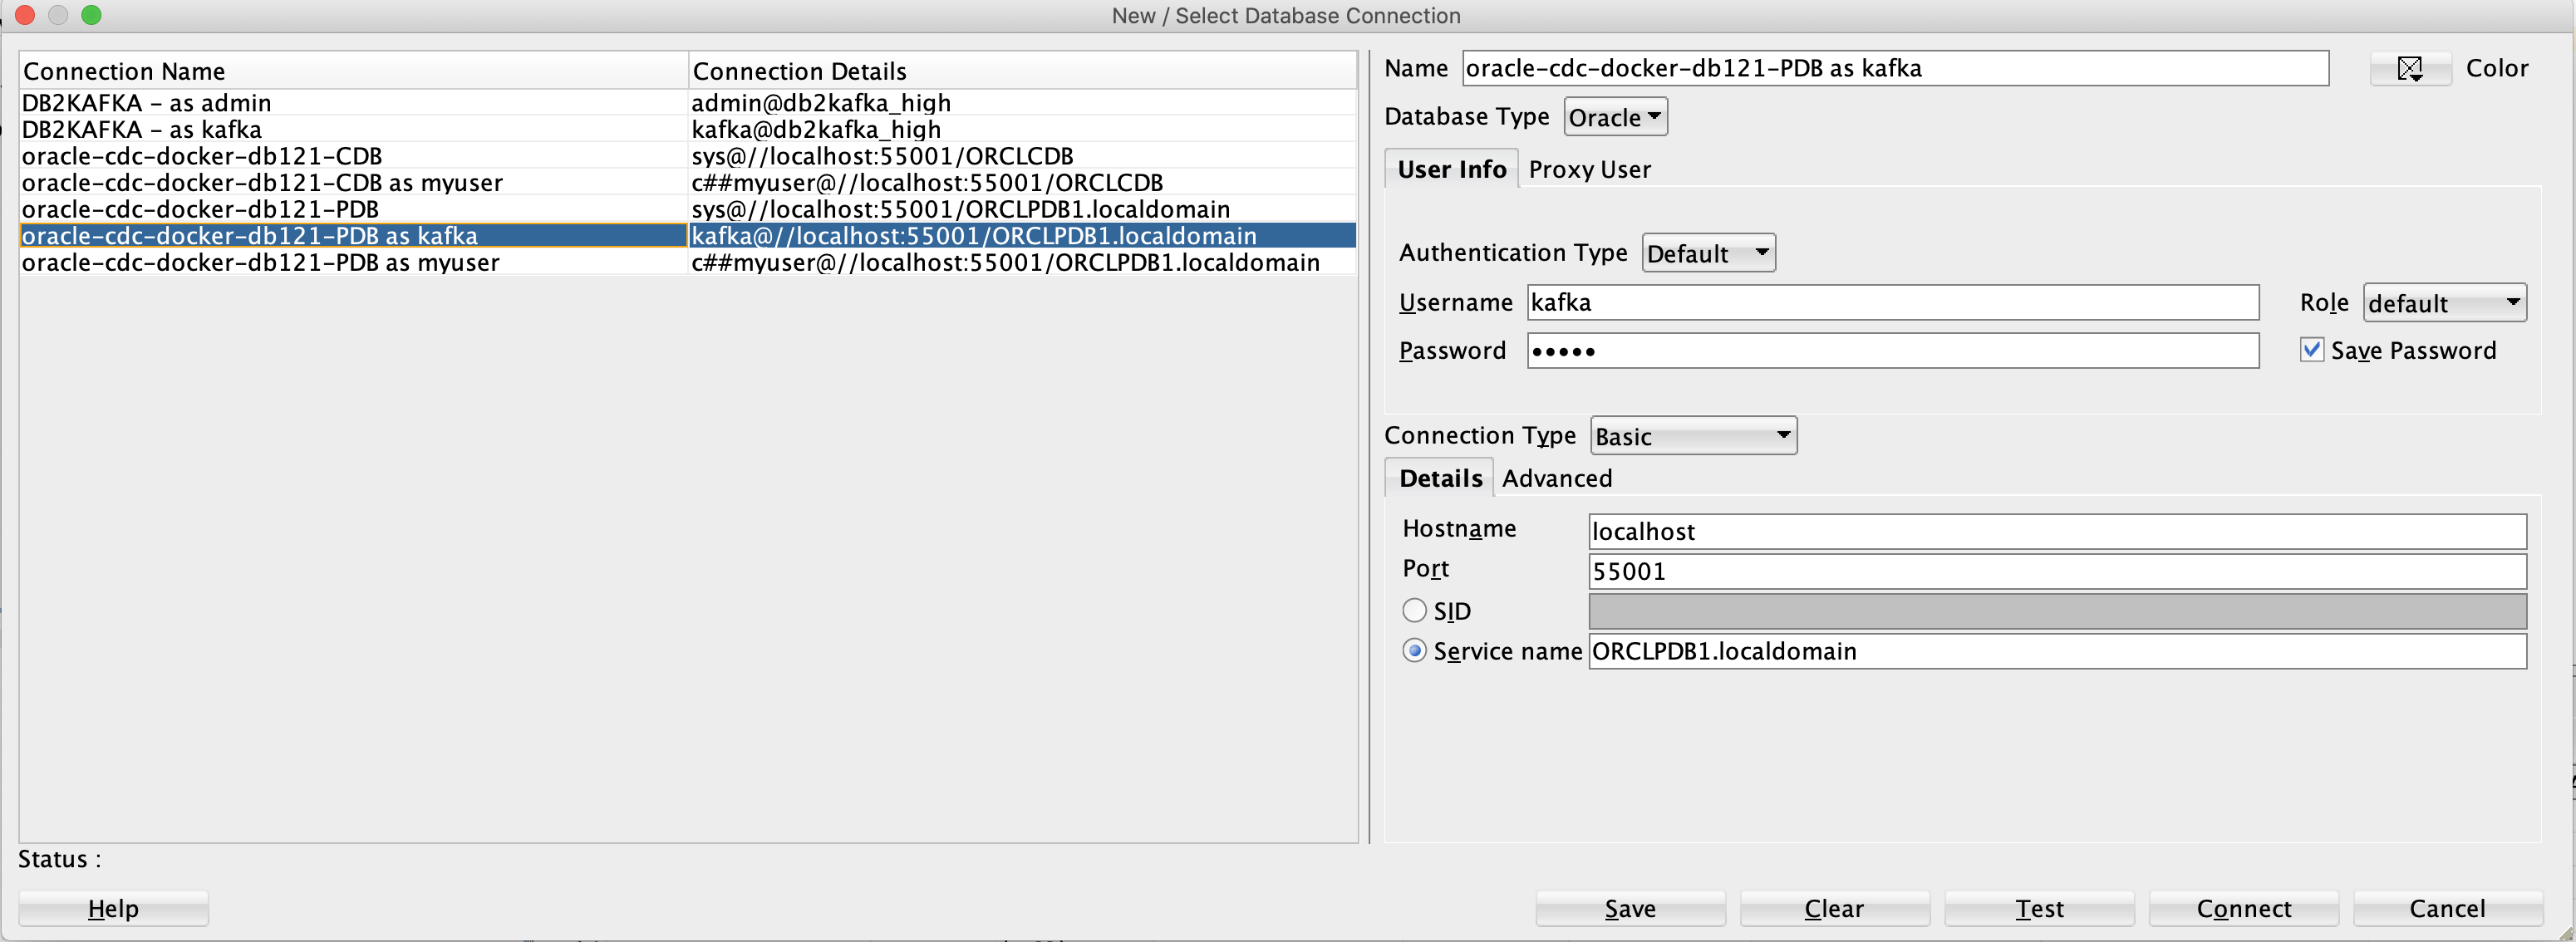 New / Select Database Connection
Connection Name Connection Details
DB2KAFKA - as admin admin@db2kafka_high
DB2KAFKA - as kafka kafka@db2kafka_high
oracle-cdc-docker-db121-CDB sys@//localhost:55001/ORCLCDB
oracle-cdc-docker-db121-CDB as myuser c##myuser@//localhost:55001/ORCLCDB
oracle-cdc-docker-db121-PDB sys@//localhost:55001/ORCLPDB1.localdomain
oracle-cdc-docker-db121-PDB as kafka kafka@//localhost:55001/ORCLPDB1.localdomain
oracle-cdc-docker-db121-PDB as myuser c##myuser@//localhost:55001/ORCLPDB1.localdomain
Name oracle-cdc-docker-db121-PDB as kafka Color
Database Type Oracle
User Info Proxy User
Authentication Type Default
Username kafka Role default
Password ••••• Save Password
Connection Type Basic
Details Advanced
Hostname localhost
Port 55001
SID
Service name ORCLPDB1.localdomain
Status :
Help Save Clear Test Connect Cancel